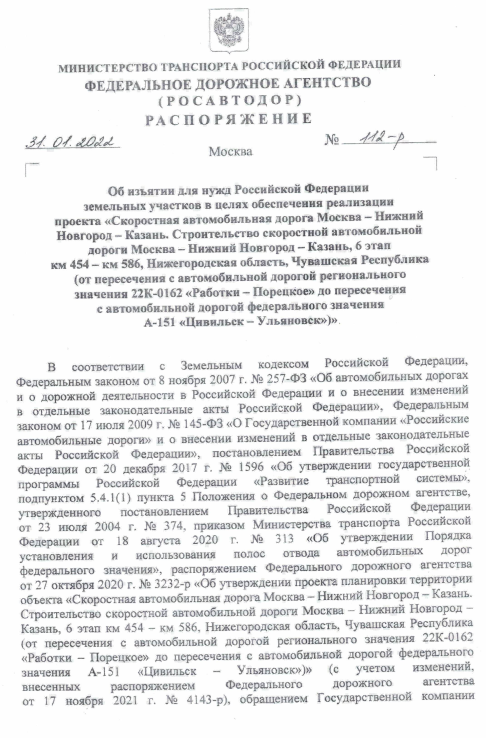 МИНИСТЕРСТВО ТРАНСПОРТА РОССИЙСКОЙ ФЕДЕРАЦИИ
ФЕДЕРАЛЬНОЕ ДОРОЖНОЕ АГЕНТСТВО
(РОСАВТОДОР)
РАСПОРЯЖЕНИЕ
31.01.2022 № 112-р
Москва
Об изъятии для нужд Российской Федерации
земельных участков в целях обеспечения реализации
проекта «Скоростная автомобильная дорога Москва – Нижний
Новгород – Казань. Строительство скоростной автомобильной
дороги Москва – Нижний Новгород – Казань, 6 этап
км 454 – км 586, Нижегородская область, Чувашская Республика
(от пересечения с автомобильной дорогой регионального
значения 22К-0162 «Работки – Порецкое» до пересечения
с автомобильной дорогой федерального значения
А-151 «Цивильск – Ульяновск»)»
В соответствии с Земельным кодексом Российской Федерации,
Федеральным законом от 8 ноября 2007 г. № 257-ФЗ «Об автомобильных дорогах
и о дорожной деятельности в Российской Федерации и о внесении изменений
в отдельные законодательные акты Российской Федерации», Федеральным
законом от 17 июля 2009 г. № 145-ФЗ «О Государственной компании «Российские
автомобильные дороги» и о внесении изменений в отдельные законодательные
акты Российской Федерации», постановлением Правительства Российской
Федерации от 20 декабря 2017 г. № 1596 «Об утверждении государственной
программы Российской Федерации «Развитие транспортной системы»,
подпунктом 5.4.1(1) пункта 5 Положения о Федеральном дорожном агентстве,
утвержденного постановлением Правительства Российской Федерации
от 23 июля 2004 г. № 374, приказом Министерства транспорта Российской
Федерации от 18 августа 2020 г. № 313 «Об утверждении Порядка
установления и использования полос отвода автомобильных дорог
федерального значения», распоряжением Федерального дорожного агентства
от 27 октября 2020 г. № 3232-р «Об утверждении проекта планировки территории
объекта «Скоростная автомобильная дорога Москва – Нижний Новгород – Казань.
Строительство скоростной автомобильной дороги Москва – Нижний Новгород –
Казань, 6 этап км 454 – км 586, Нижегородская область, Чувашская Республика
(от пересечения с автомобильной дорогой регионального значения 22К-0162
«Работки – Порецкое» до пересечения с автомобильной дорогой федерального
значения А-151 «Цивильск – Ульяновск»)» (с учетом изменений,
внесенных распоряжением Федерального дорожного агентства
от 17 ноября 2021 г. № 4143-р), обращением Государственной компании